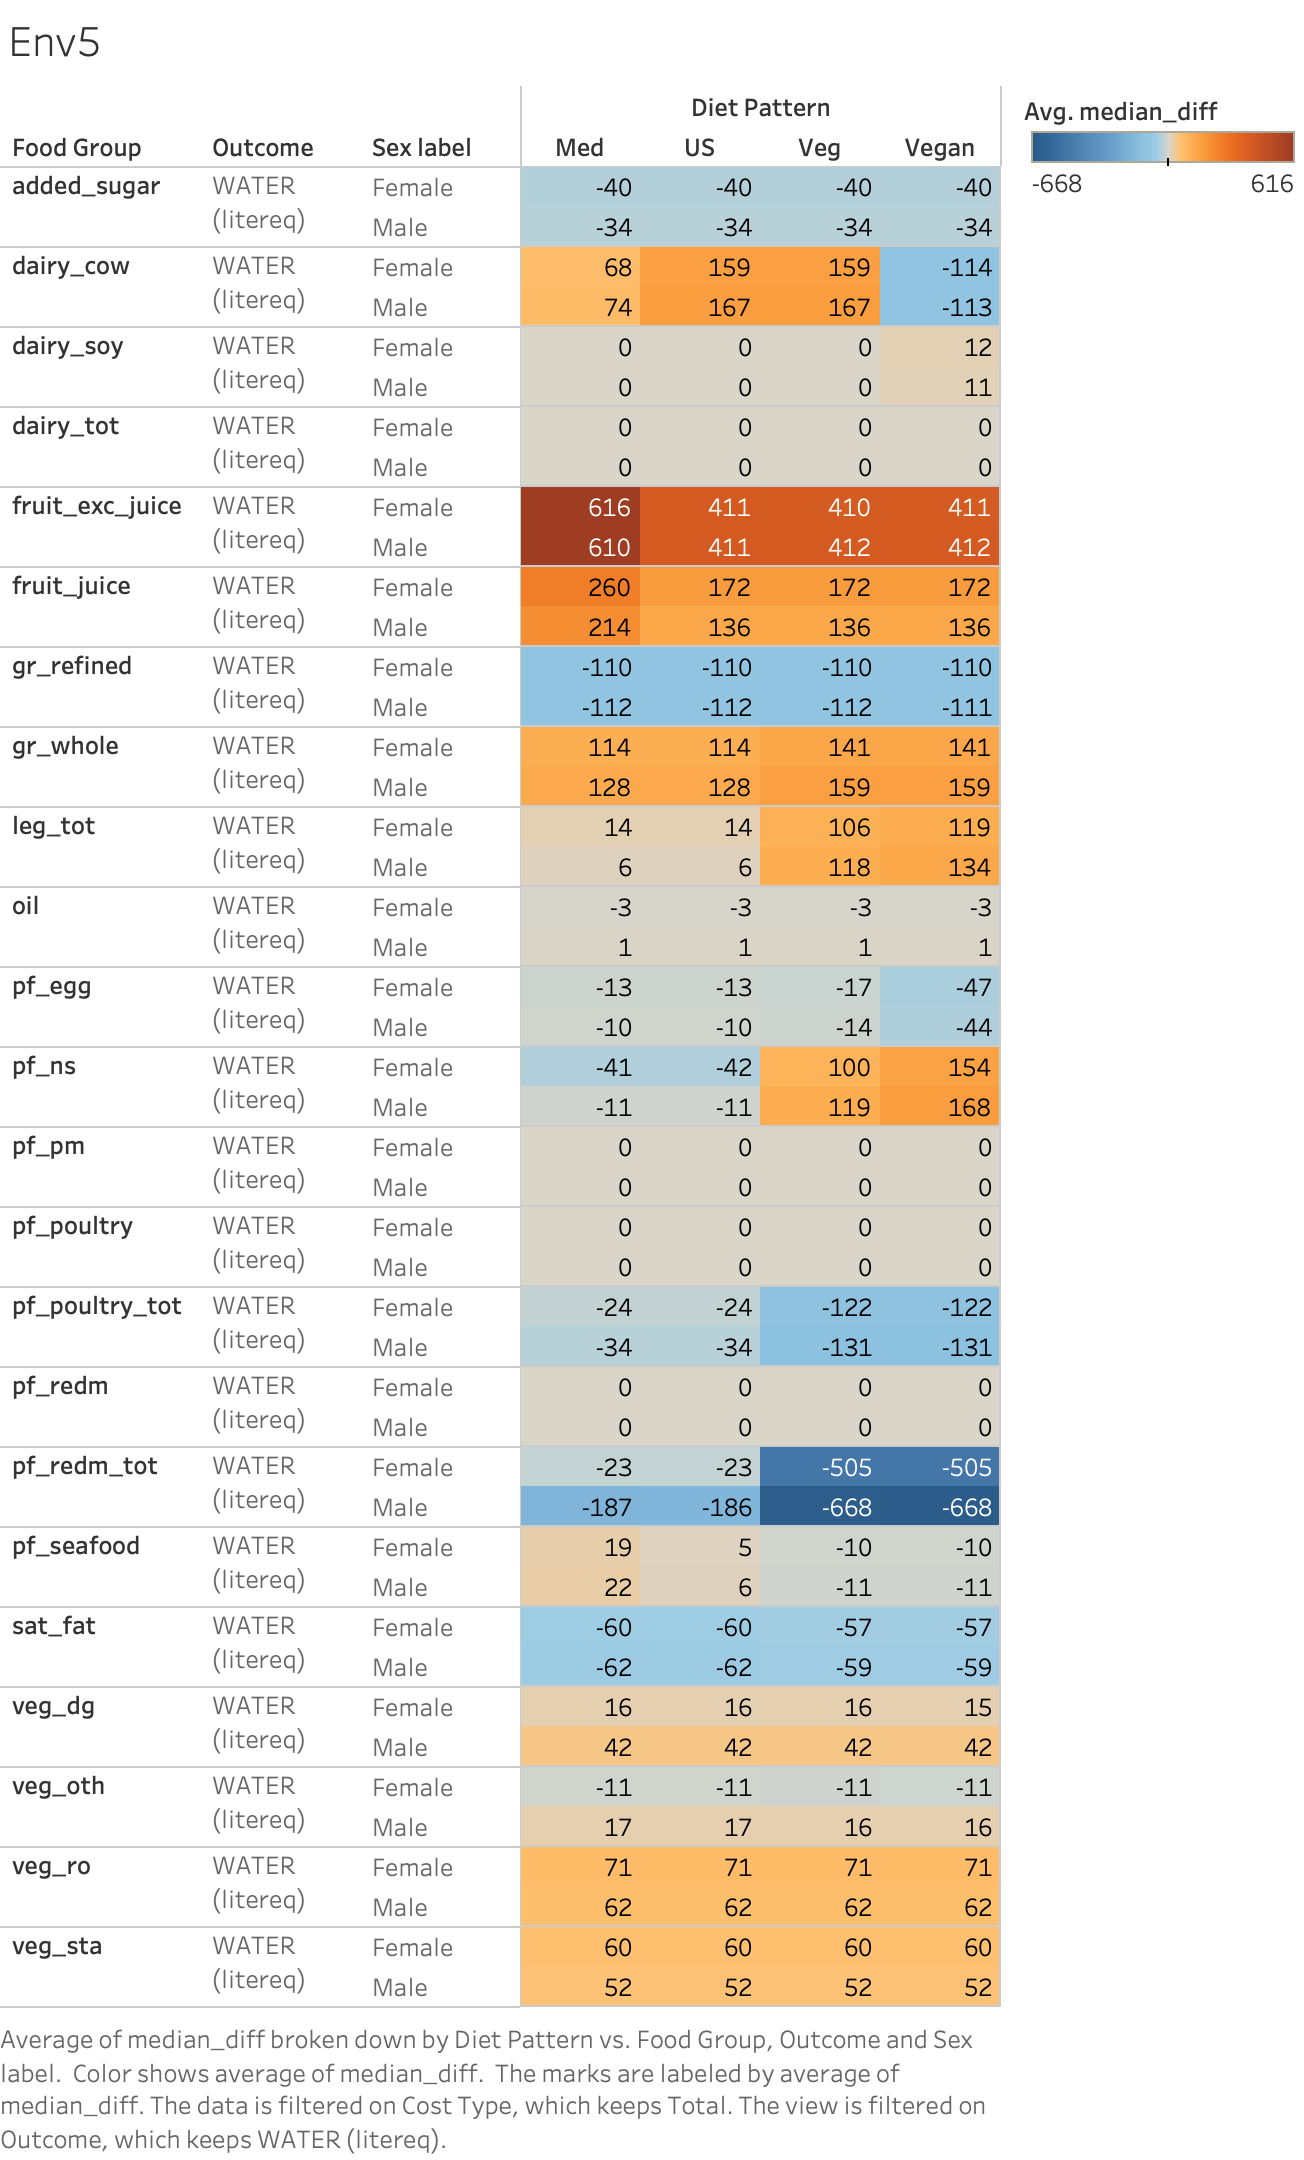 Env5
Diet Pattern
Food Group Outcome Sex label Med US Veg Vegan
added_sugar WATER (litereq) Female -40 -40 -40 -40
Male -34 -34 -34 -34
dairy_cow WATER (litereq) Female 68 159 159 -114
Male 74 167 167 -113
dairy_soy WATER (litereq) Female 0 0 0 12
Male 0 0 0 11
dairy_tot WATER (litereq) Female 0 0 0 0
Male 0 0 0 0
fruit_exc_juice WATER (litereq) Female 616 411 410 411
Male 610 411 412 412
fruit_juice WATER (litereq) Female 260 172 172 172
Male 214 136 136 136
gr_refined WATER (litereq) Female -110 -110 -110 -110
Male -112 -112 -112 -111
gr_whole WATER (litereq) Female 114 114 141 141
Male 128 128 159 159
leg_tot WATER (litereq) Female 14 14 106 119
Male 6 6 118 134
oil WATER (litereq) Female -3 -3 -3 -3
Male 1 1 1 1
pf_egg WATER (litereq) Female -13 -13 -17 -47
Male -10 -10 -14 -44
pf_ns WATER (litereq) Female -41 -42 100 154
Male -11 -11 119 168
pf_pm WATER (litereq) Female 0 0 0 0
Male 0 0 0 0
pf_poultry WATER (litereq) Female 0 0 0 0
Male 0 0 0 0
pf_poultry_tot WATER (litereq) Female -24 -24 -122 -122
Male -34 -34 -131 -131
pf_redm WATER (litereq) Female 0 0 0 0
Male 0 0 0 0
pf_redm_tot WATER (litereq) Female -23 -23 -505 -505
Male -187 -186 -668 -668
pf_seafood WATER (litereq) Female 19 5 -10 -10
Male 22 6 -11 -11
sat_fat WATER (litereq) Female -60 -60 -57 -57
Male -62 -62 -59 -59
veg_dg WATER (litereq) Female 16 16 16 15
Male 42 42 42 42
veg_oth WATER (litereq) Female -11 -11 -11 -11
Male 17 17 16 16
veg_ro WATER (litereq) Female 71 71 71 71
Male 62 62 62 62
veg_sta WATER (litereq) Female 60 60 60 60
Male 52 52 52 52
Avg. median_diff
-668 616
Average of median_diff broken down by Diet Pattern vs. Food Group, Outcome and Sex
label. Color shows average of median_diff. The marks are labeled by average of
median_diff. The data is filtered on Cost Type, which keeps Total. The view is filtered on
Outcome, which keeps WATER (litereq).